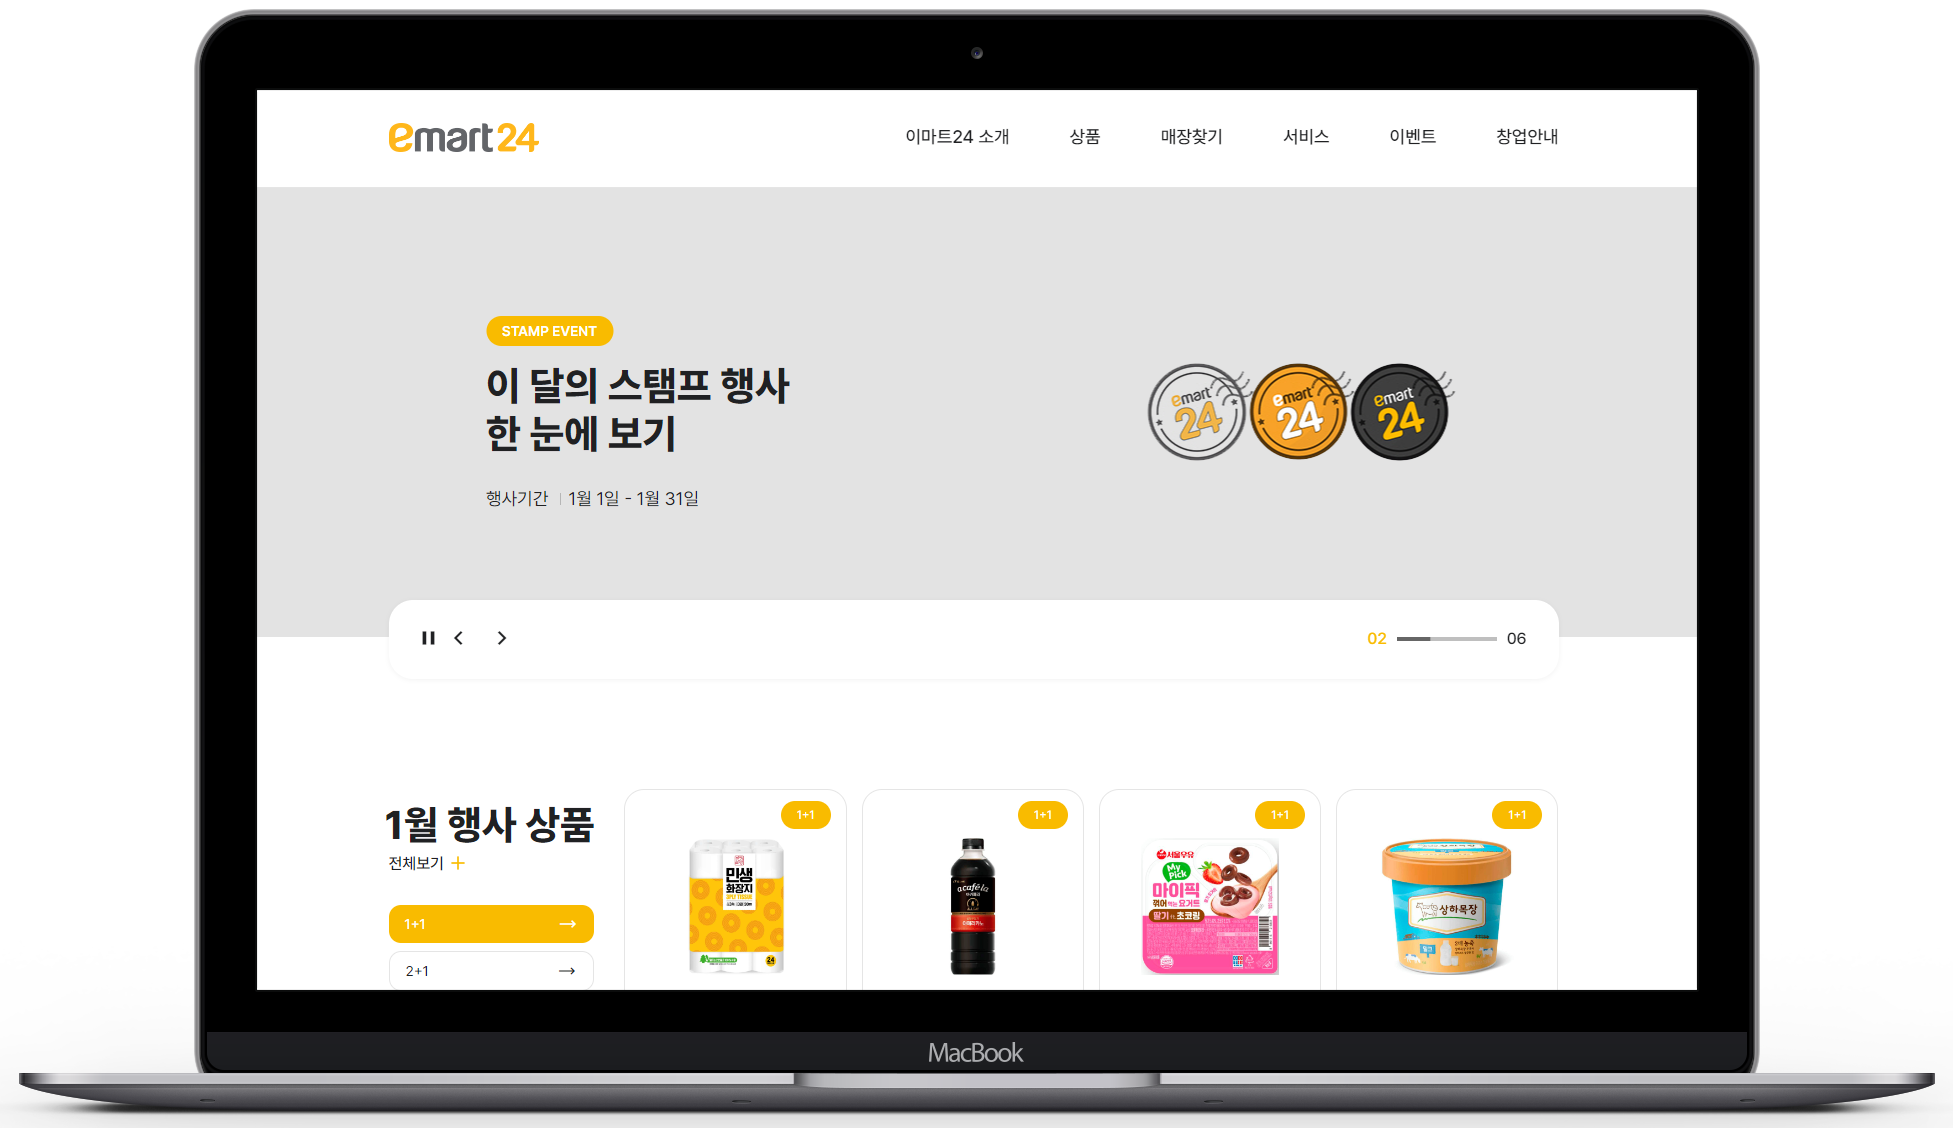 emart24
이마트24 소개
상품
매장찾기
서비스
이벤트
창업안내
STAMP EVENT
이 달의 스탬프 행사
한 눈에 보기
행사기간 | 1월 1일 - 1월 31일
emart
24
emart
24
emart
24
02
06
1월 행사 상품
전체보기 +
1+1
2+1
1+1
민생
화장지
24
1+1
acaféla
1+1
서울우유
My
Pick
마이픽
꺾어 먹는 요거트
딸기 초코링
1+1
상하목장
MacBook